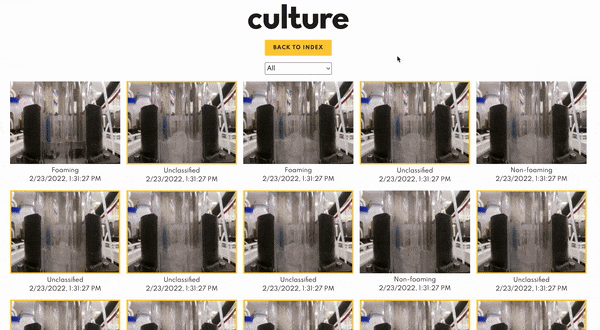 culture
BACK TO INDEX
All
Foaming
2/23/2022, 1:31:27 PM
Unclassified
2/23/2022, 1:31:27 PM
Foaming
2/23/2022, 1:31:27 PM
Unclassified
2/23/2022, 1:31:27 PM
Non-foaming
2/23/2022, 1:31:27 PM
Unclassified
2/23/2022, 1:31:27 PM
Unclassified
2/23/2022, 1:31:27 PM
Unclassified
2/23/2022, 1:31:27 PM
Non-foaming
2/23/2022, 1:31:27 PM
Unclassified
2/23/2022, 1:31:27 PM